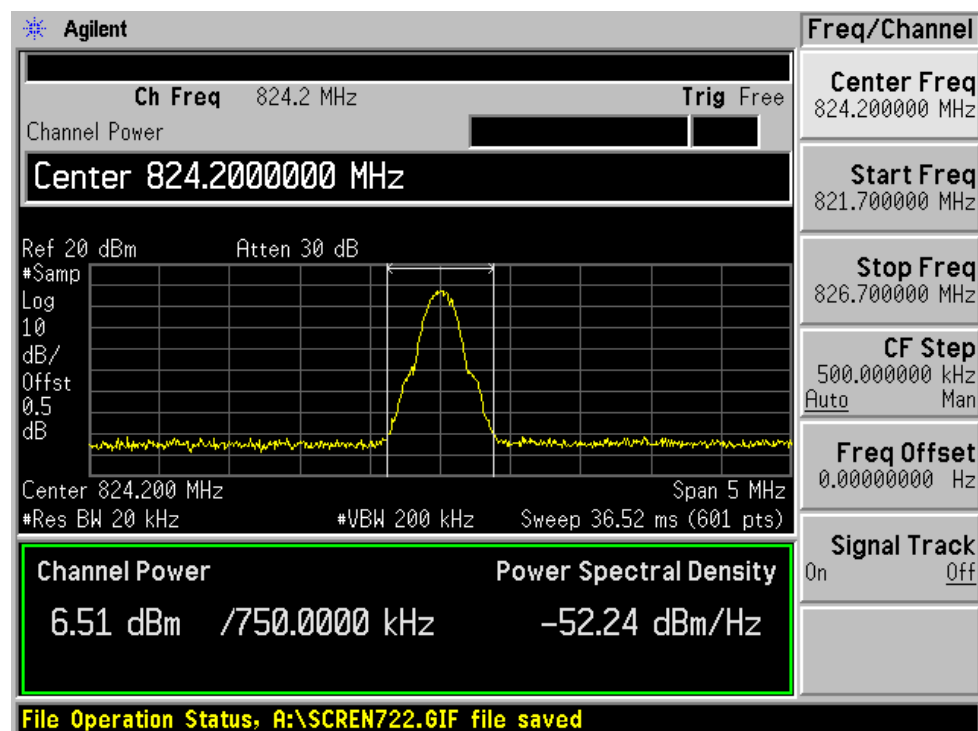 Agilent
Freq/Channel
Ch Freq 824.2 MHz Trig Free
Channel Power
Center 824.2000000 MHz
Ref 20 dBm Atten 30 dB
#Samp
Log
10
dB/
Offst
0.5
dB
Center 824.200 MHz Span 5 MHz
#Res BW 20 kHz #VBW 200 kHz Sweep 36.52 ms (601 pts)
Channel Power Power Spectral Density
6.51 dBm /750.0000 kHz -52.24 dBm/Hz
File Operation Status, A:\SCREN722.GIF file saved
Center Freq
824.200000 MHz
Start Freq
821.700000 MHz
Stop Freq
826.700000 MHz
CF Step
500.000000 kHz
Auto Man
Freq Offset
0.00000000 Hz
Signal Track
On Off